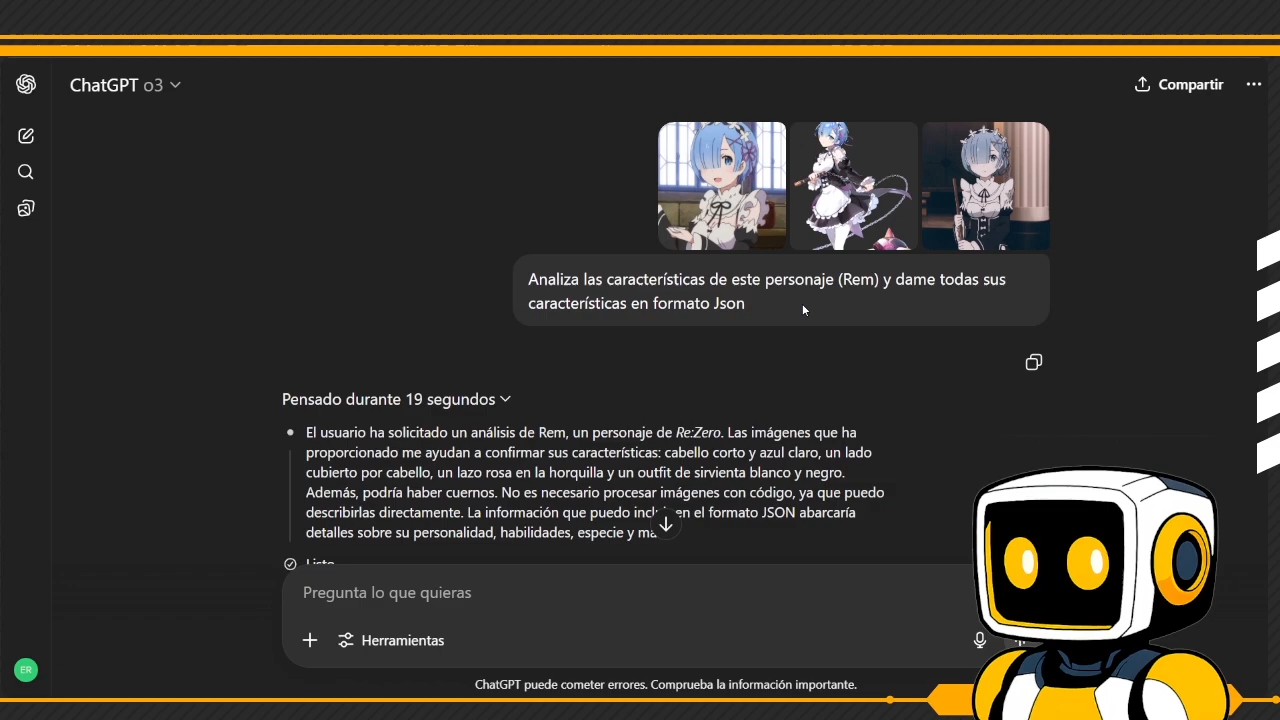 ChatGPT o3
Compartir
Analiza las características de este personaje (Rem) y dame todas sus
características en formato Json
Pensado durante 19 segundos
El usuario ha solicitado un análisis de Rem, un personaje de Re:Zero. Las imágenes que ha
proporcionado me ayudan a confirmar sus características: cabello corto y azul claro, un lado
cubierto por cabello, un lazo rosa en la horquilla y un outfit de sirvienta blanco y negro.
Además, podría haber cuernos. No es necesario procesar imágenes con código, ya que puedo
describirlas directamente. La información que puedo en el formato JSON abarcaría
detalles sobre su personalidad, habilidades, especie y
Listo
Pregunta lo que quieras
Herramientas
ER
ChatGPT puede cometer errores. Comprueba la información importante.